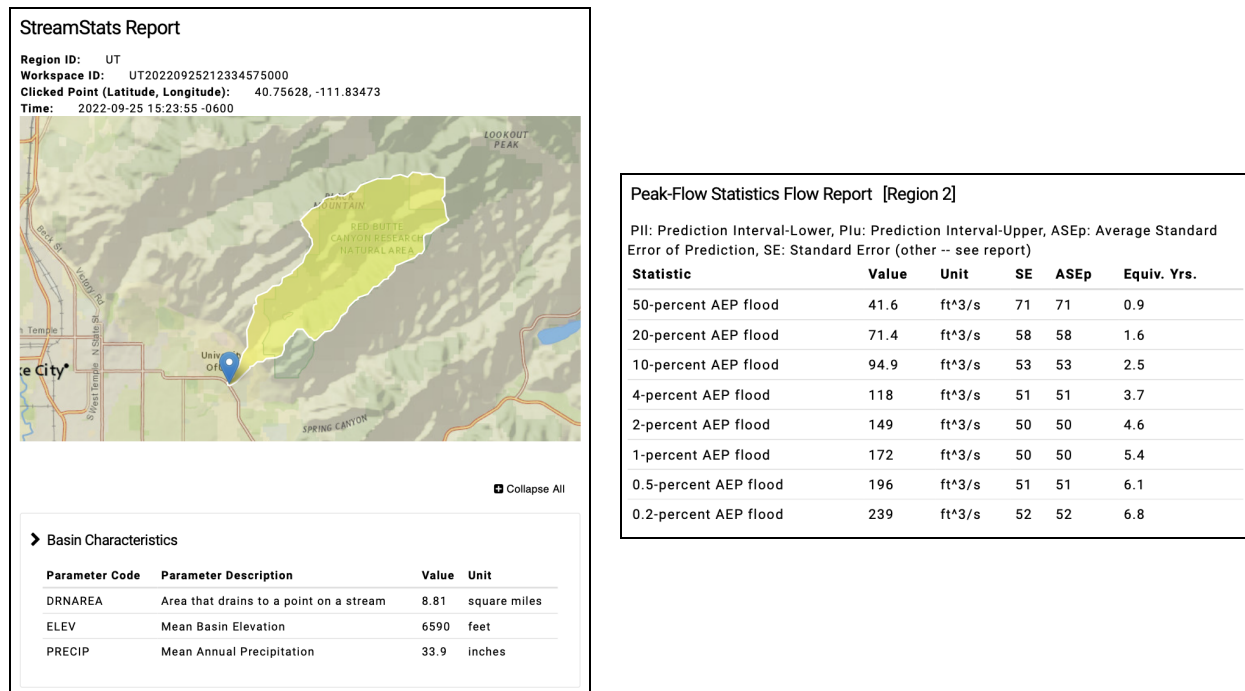 StreamStats Report
Region ID: UT
Workspace ID: UT20220925212334575000
Clicked Point (Latitude, Longitude): 40.75628, -111.83473
Time: 2022-09-25 15:23:55 -0600
LOOKOUT
PEAK
BLACK
MOUNTAIN
RED BUTTE
CANYON RESEARCH
NATURAL AREA
Beck St
Victory Rd
N State St
S West Temple
n Temple
Univ
Of
ke City
SPRING CANYON
Collapse All
Basin Characteristics
Parameter Code Parameter Description Value Unit
DRNAREA Area that drains to a point on a stream 8.81 square miles
ELEV Mean Basin Elevation 6590 feet
PRECIP Mean Annual Precipitation 33.9 inches
Peak-Flow Statistics Flow Report [Region 2]
PIl: Prediction Interval-Lower, PIu: Prediction Interval-Upper, ASEp: Average Standard
Error of Prediction, SE: Standard Error (other -- see report)
Statistic Value Unit SE ASEp Equiv. Yrs.
50-percent AEP flood 41.6 ft^3/s 71 71 0.9
20-percent AEP flood 71.4 ft^3/s 58 58 1.6
10-percent AEP flood 94.9 ft^3/s 53 53 2.5
4-percent AEP flood 118 ft^3/s 51 51 3.7
2-percent AEP flood 149 ft^3/s 50 50 4.6
1-percent AEP flood 172 ft^3/s 50 50 5.4
0.5-percent AEP flood 196 ft^3/s 51 51 6.1
0.2-percent AEP flood 239 ft^3/s 52 52 6.8